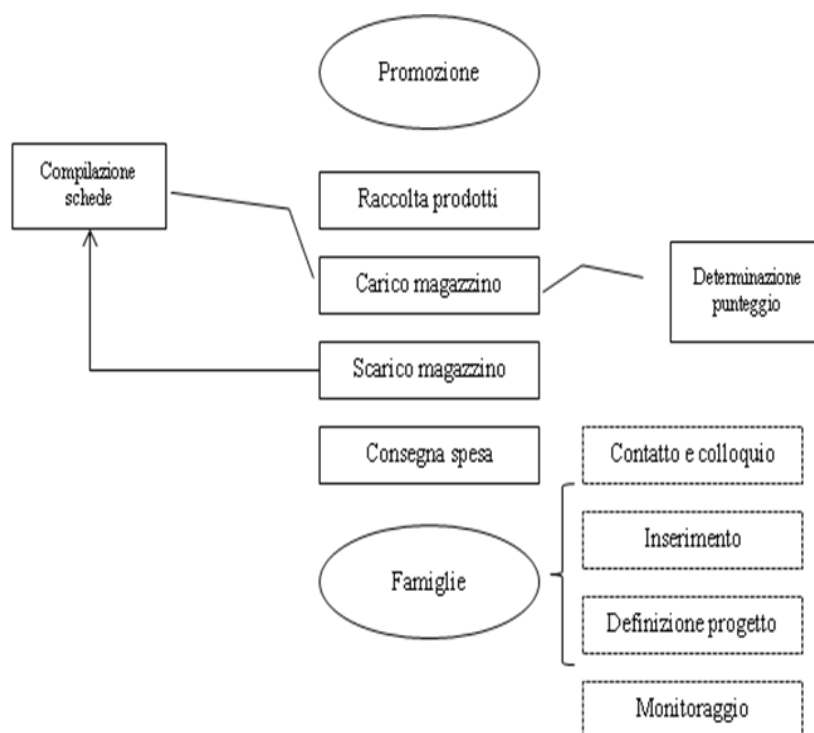 Promozione
Compilazione
schede
Raccolta prodotti
Carico magazzino
Determinazione
punteggio
Scarico magazzino
Consegna spesa
Contatto e colloquio
Inserimento
Famiglie
Definizione progetto
Monitoraggio